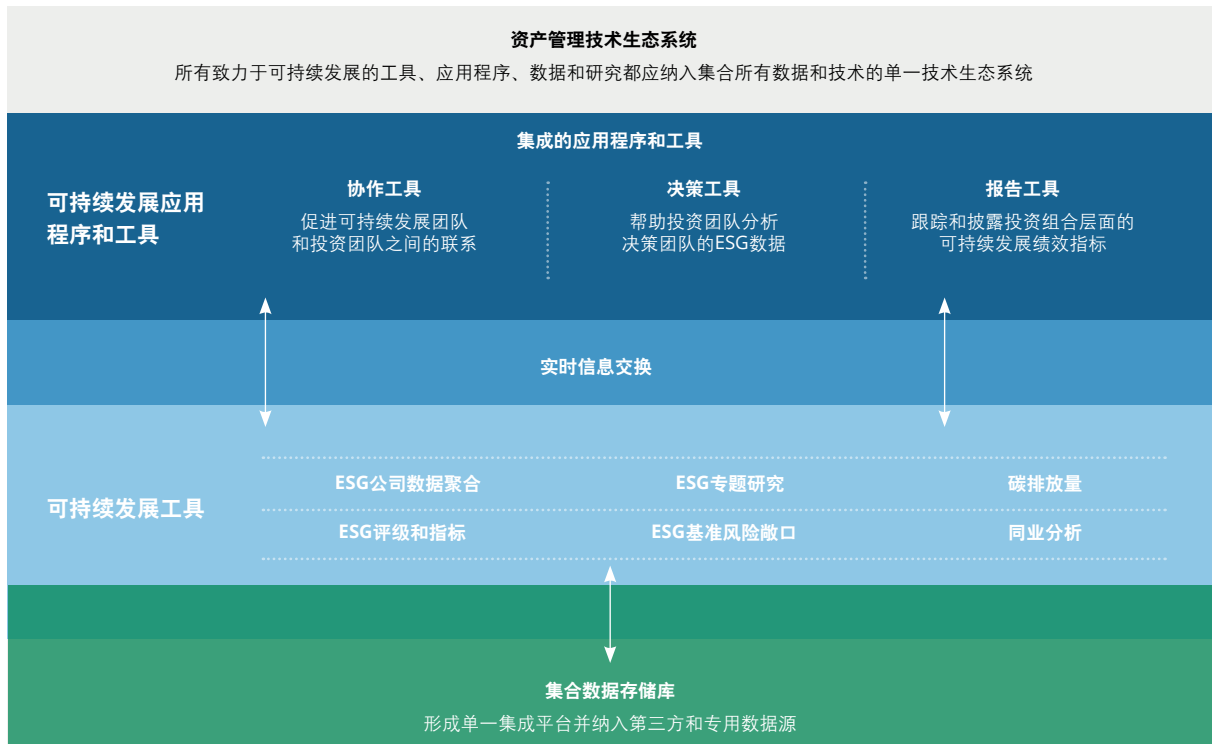 资产管理技术生态系统
所有致力于可持续发展的工具、应用程序、数据和研究都应纳入集合所有数据和技术的单一技术生态系统
集成的应用程序和工具
可持续发展应用
程序和工具
协作工具
促进可持续发展团队
和投资团队之间的联系
决策工具
帮助投资团队分析
决策团队的ESG数据
报告工具
跟踪和披露投资组合层面的
可持续发展绩效指标
实时信息交换
可持续发展工具
ESG公司数据聚合
ESG专题研究
碳排放量
ESG评级和指标
ESG基准风险敞口
同业分析
集合数据存储库
形成单一集成平台并纳入第三方和专用数据源